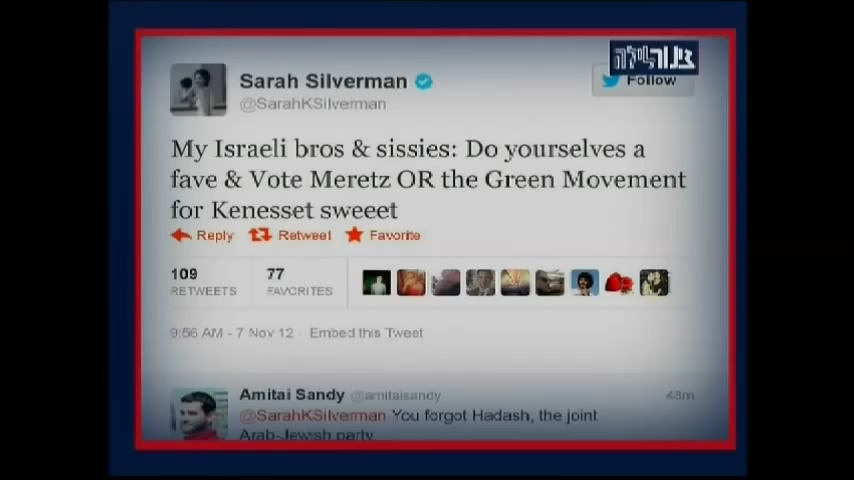 צינור לילה
Sarah Silverman
Follow
@SarahKSilverman
My Israeli bros & sissies: Do yourselves a
fave & Vote Meretz OR the Green Movement
for Kenesset sweeet
Reply Retweet Favorite
109 77
RETWEETS FAVORITES
9:56 AM - 7 Nov 12 · Embed this Tweet
Amitai Sandy @amitaisandy 48m
@SarahKSilverman You forgot Hadash, the joint
Arab-Jewish party